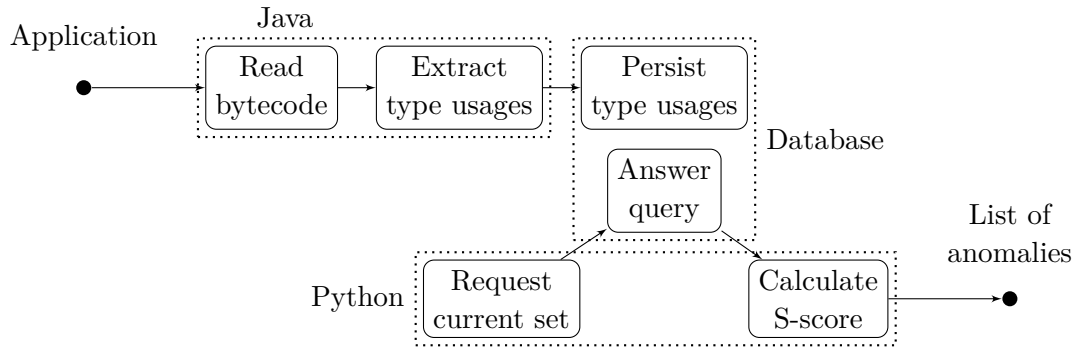 Java
Application
Read
bytecode
Extract
type usages
Persist
type usages
Database
Answer
query
List of
anomalies
Python
Request
current set
Calculate
S-score